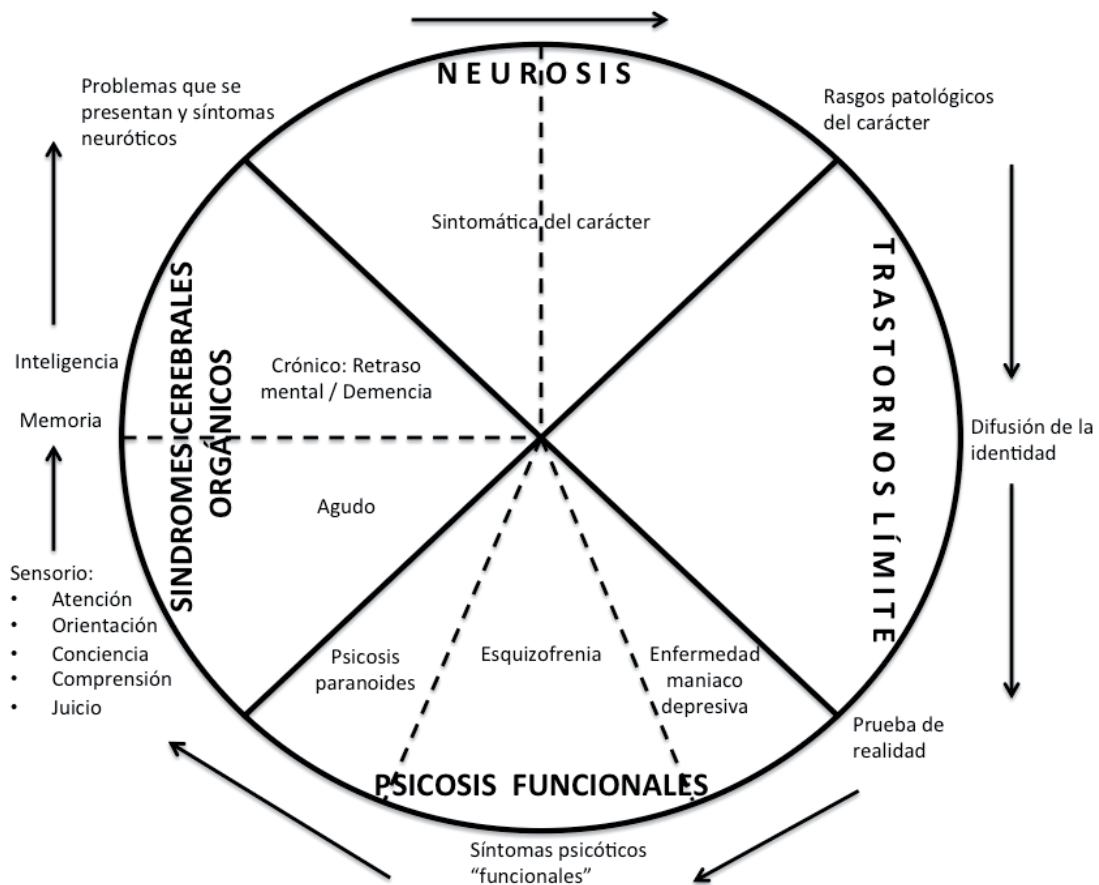 NEUROSIS
Problemas que se
presentan y síntomas
neuróticos
Rasgos patológicos
del carácter
Sintomática del carácter
TRASTORNOS LÍMITE
SINDROMES CEREBRALES
ORGÁNICOS
Inteligencia
Crónico: Retraso
mental / Demencia
Memoria
Difusión de la
identidad
Agudo
Sensorio:
• Atención
• Orientación
• Conciencia
• Comprensión
• Juicio
Psicosis
paranoides
Esquizofrenia
Enfermedad
maniaco
depresiva
Prueba de
realidad
PSICOSIS FUNCIONALES
Síntomas psicóticos
“funcionales”